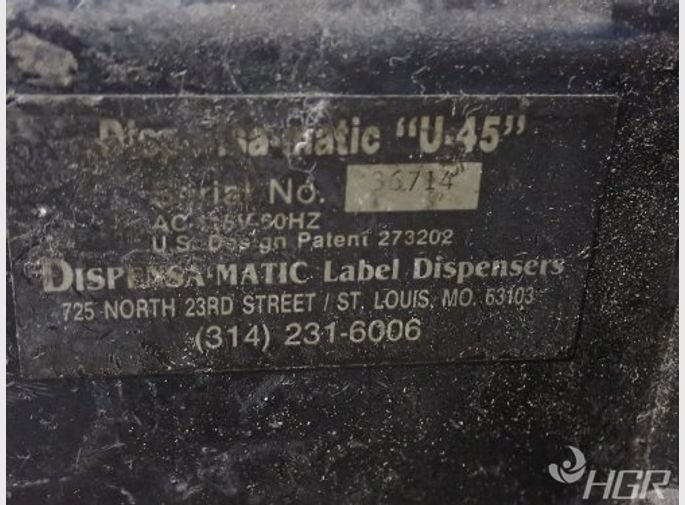 Dispensa-Matic "U-45"
Serial No. 36714
AC 60HZ
U.S. Design Patent 273202
DISPENSA-MATIC Label Dispensers
725 NORTH 23RD STREET / ST. LOUIS, MO. 63103
(314) 231-6006
HGR